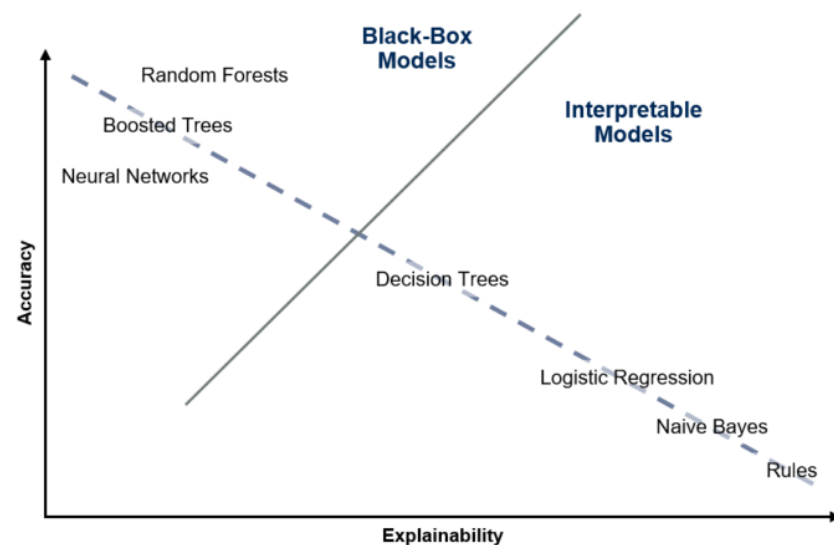 Black-Box
Models
Random Forests
Interpretable
Models
Boosted Trees
Neural Networks
Accuracy
Decision Trees
Logistic Regression
Naive Bayes
Rules
Explainability